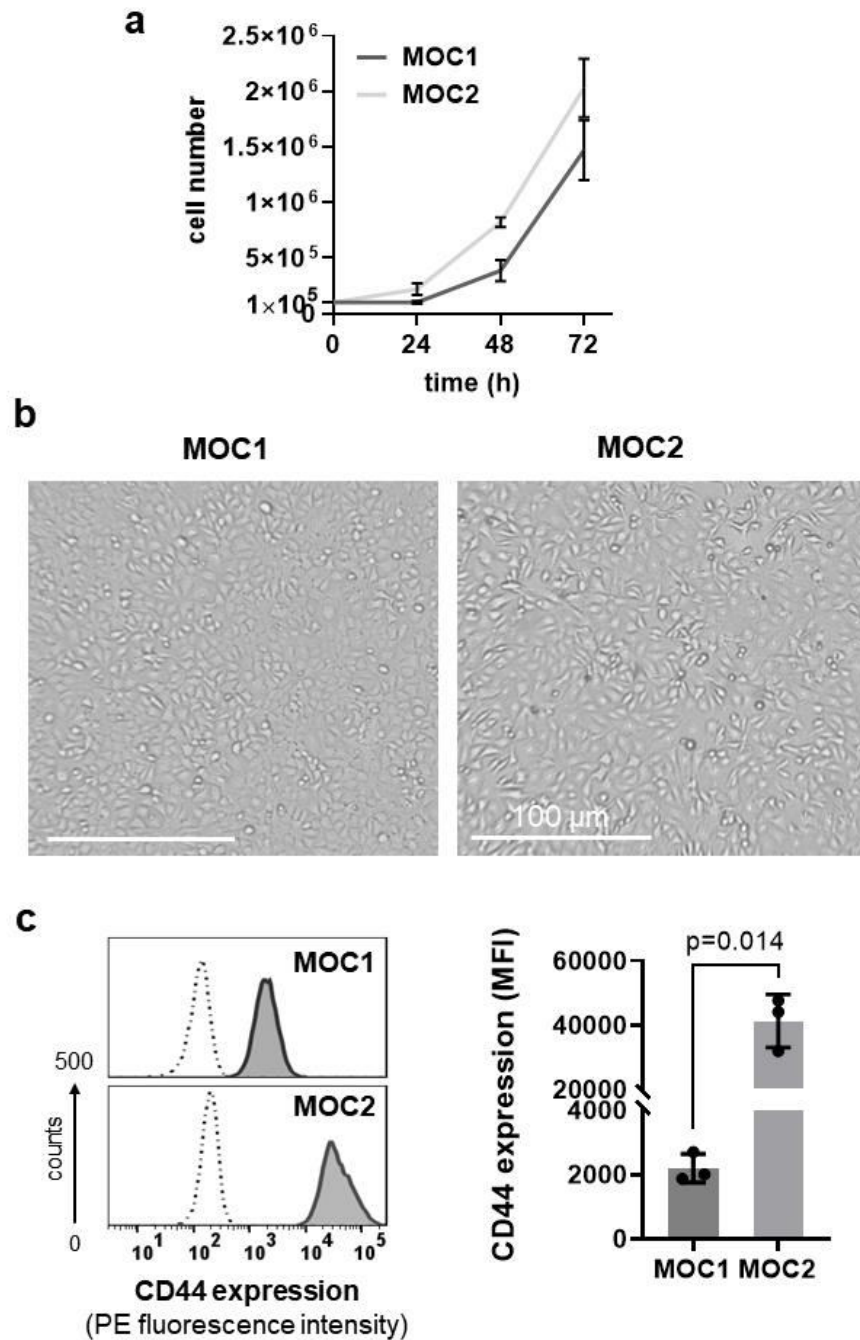 a
2.5×10⁶
2×10⁶
1.5×10⁶
1×10⁶
5×10⁵
1×10⁵
0
cell number
MOC1
MOC2
0 24 48 72
time (h)
b
MOC1 MOC2
100 µm
c
MOC1
500
MOC2
counts
0
10¹ 10² 10³ 10⁴ 10⁵
CD44 expression
(PE fluorescence intensity)
p=0.014
60000
40000
20000
4000
2000
0
CD44 expression (MFI)
MOC1 MOC2